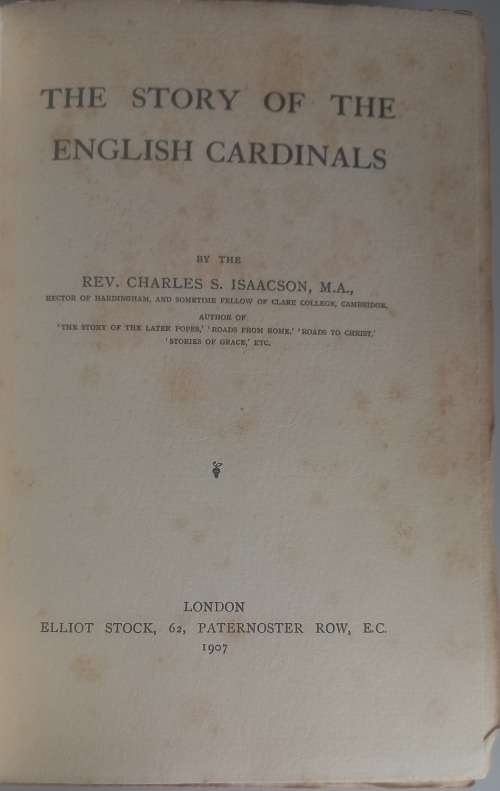 THE STORY OF THE
ENGLISH CARDINALS
BY THE
REV. CHARLES S. ISAACSON, M.A.,
RECTOR OF HARDINGHAM, AND SOMETIME FELLOW OF CLARE COLLEGE, CAMBRIDGE,
AUTHOR OF
'THE STORY OF THE LATER POPES,' 'ROADS FROM ROME,' 'ROADS TO CHRIST,'
'STORIES OF GRACE,' ETC.
LONDON
ELLIOT STOCK, 62, PATERNOSTER ROW, E.C.
1907